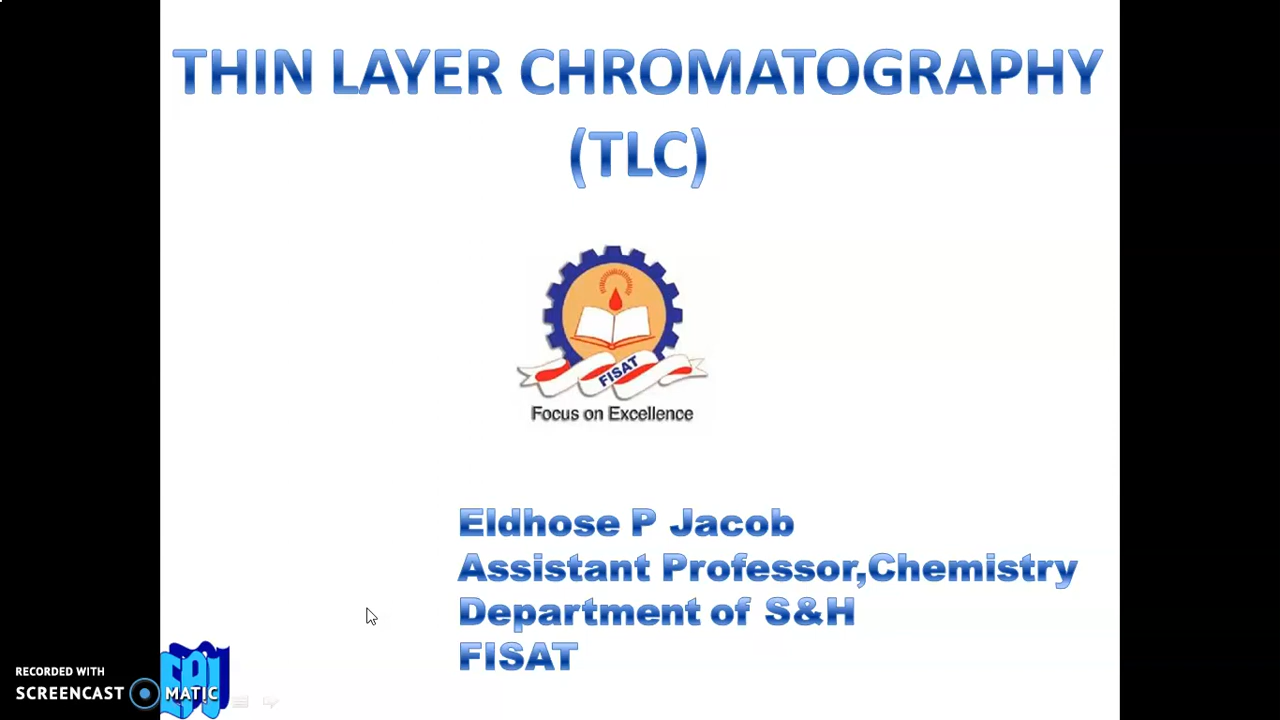 THIN LAYER CHROMATOGRAPHY
(TLC)
FISAT
Focus on Excellence
Eldhose P Jacob
Assistant Professor,Chemistry
Department of S&H
FISAT
EPJ
RECORDED WITH
SCREENCAST MATIC